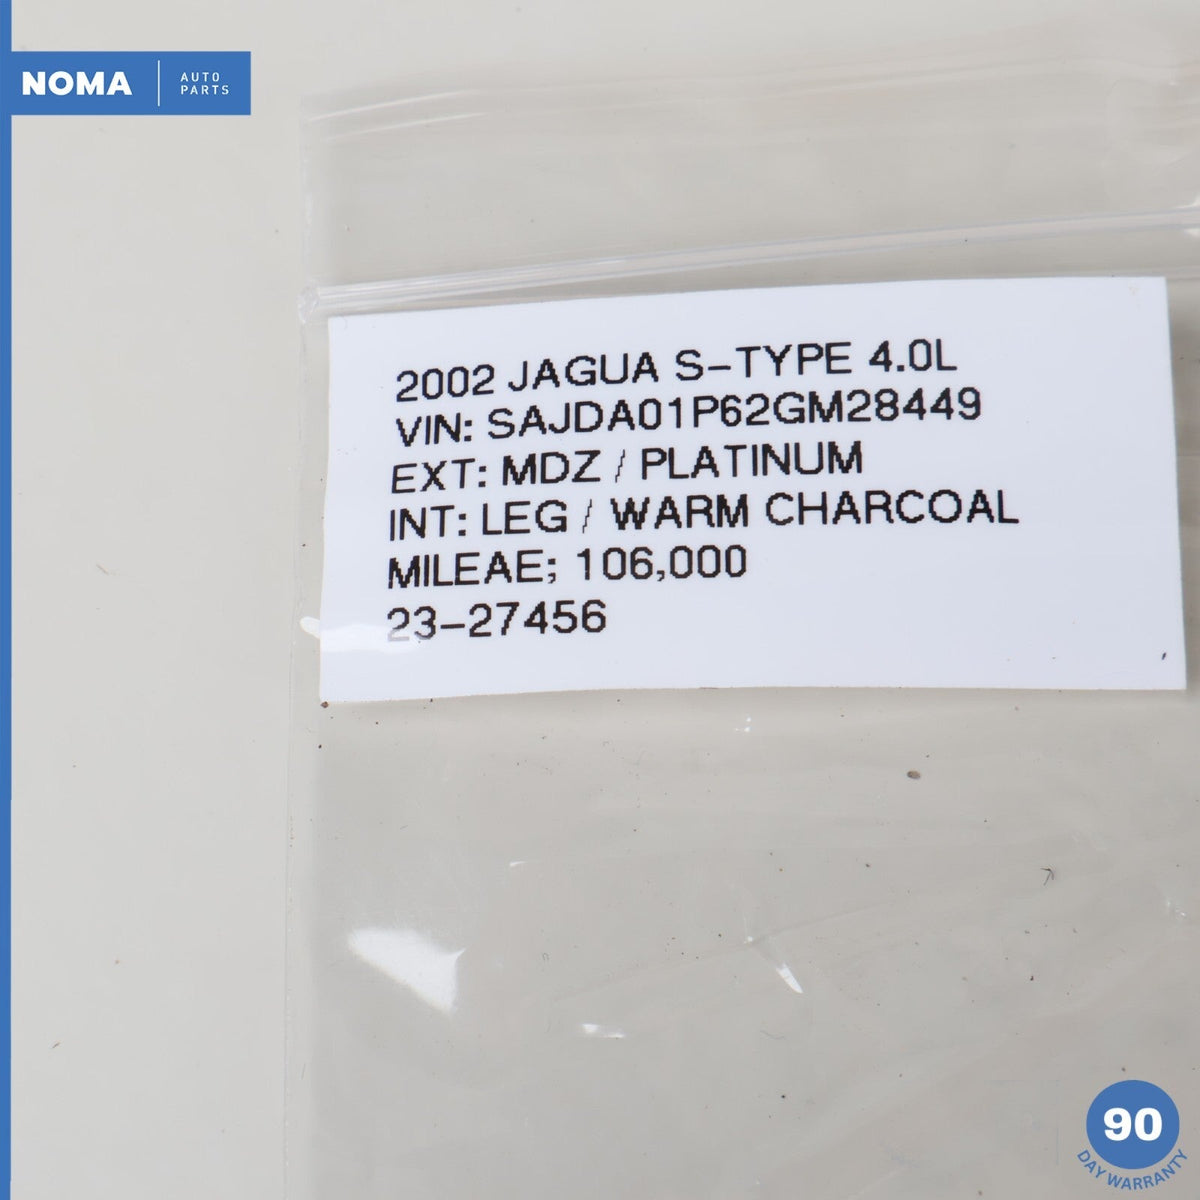 NOMA
AUTO
PARTS
2002 JAGUA S-TYPE 4.0L
VIN: SAJDA01P62GM28449
EXT: MDZ / PLATINUM
INT: LEG / WARM CHARCOAL
MILEAE; 106,000
23-27456
90
DAY WARRANTY